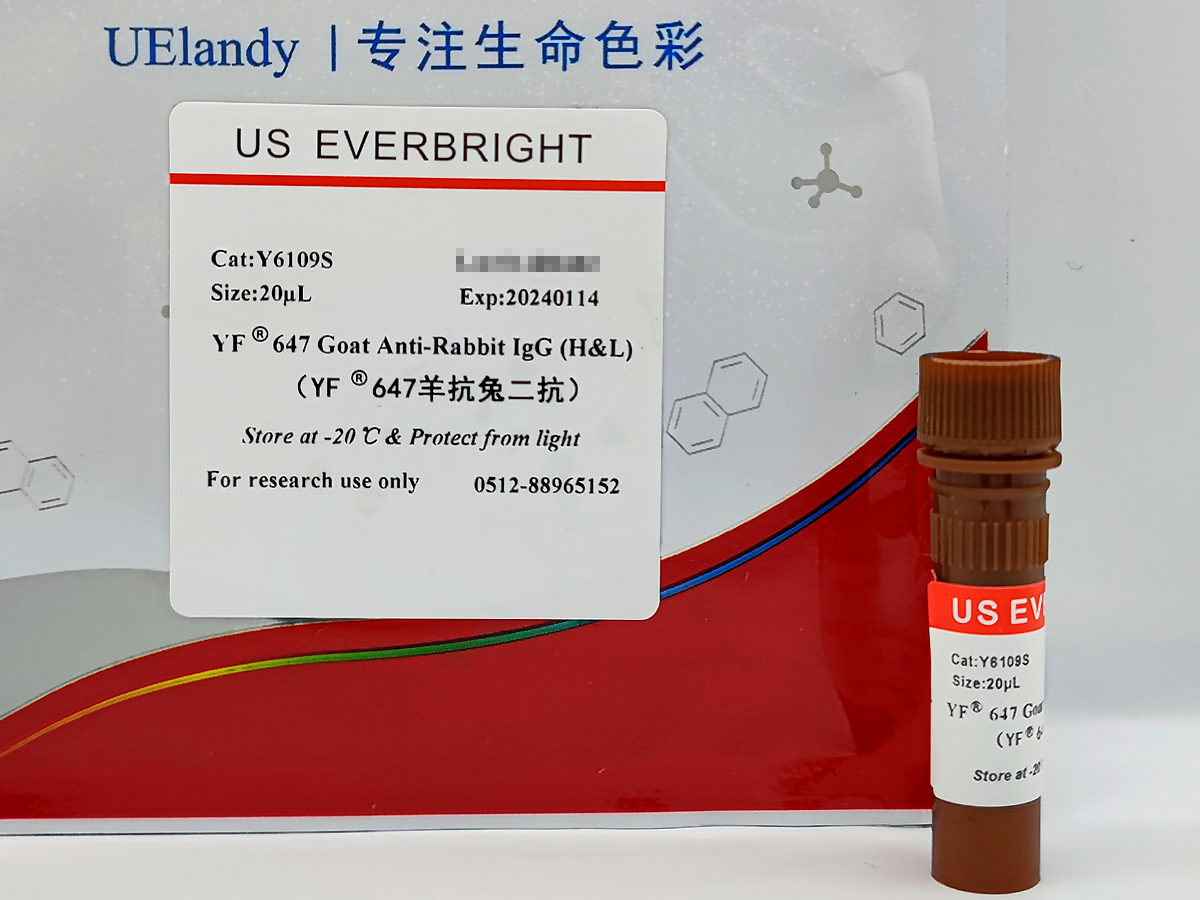 UElandy | 专注生命色彩
US EVERBRIGHT
Cat:Y6109S
Size:20μL
Exp:20240114
YF®647 Goat Anti-Rabbit IgG (H&L)
（YF®647羊抗兔二抗）
Store at -20℃ & Protect from light
For research use only 0512-88965152
US EV
Cat:Y6109S
Size:20μL
YF® 647
(YF®
Store at -20